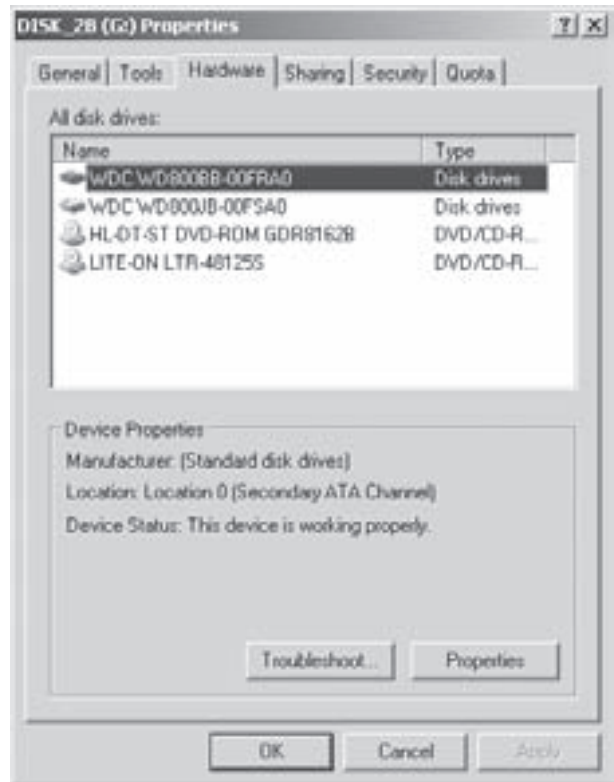 DISK_2B (G:) Properties
General Tools Hardware Sharing Security Quota
All disk drives:
Name Type
WDC WD800BB-00FRA0 Disk drives
WDC WD800JB-00FSA0 Disk drives
HL-DT-ST DVD-ROM GDR8162B DVD/CD-R...
LITE-ON LTR-48125S DVD/CD-R...
Device Properties
Manufacturer: (Standard disk drives)
Location: Location 0 (Secondary ATA Channel)
Device Status: This device is working properly.
Troubleshoot... Properties
OK Cancel Apply